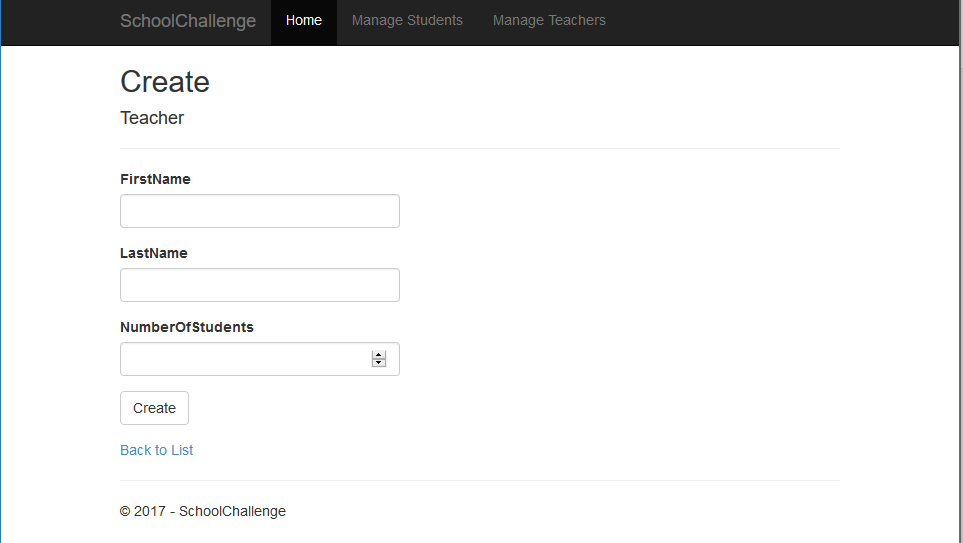 SchoolChallenge Home Manage Students Manage Teachers
Create
Teacher
FirstName
LastName
NumberOfStudents
Create
Back to List
© 2017 - SchoolChallenge